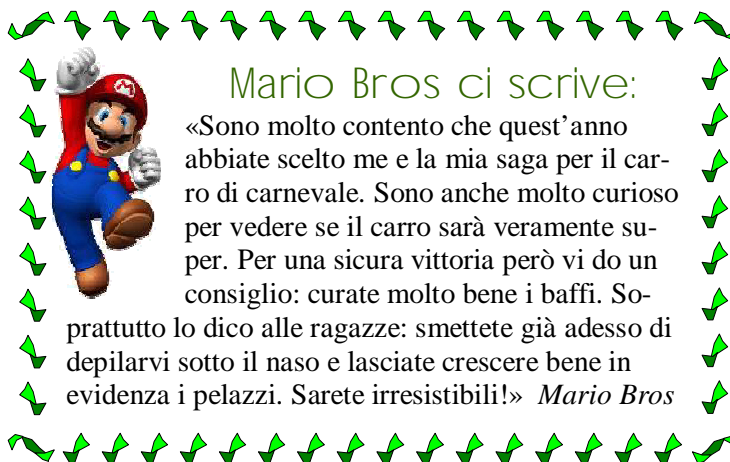 Mario Bros ci scrive:
«Sono molto contento che quest'anno
abbiate scelto me e la mia saga per il car-
ro di carnevale. Sono anche molto curioso
per vedere se il carro sarà veramente su-
per. Per una sicura vittoria però vi do un
consiglio: curate molto bene i baffi. So-
prattutto lo dico alle ragazze: smettete già adesso di
depilarvi sotto il naso e lasciate crescere bene in
evidenza i pelazzi. Sarete irresistibili!» Mario Bros